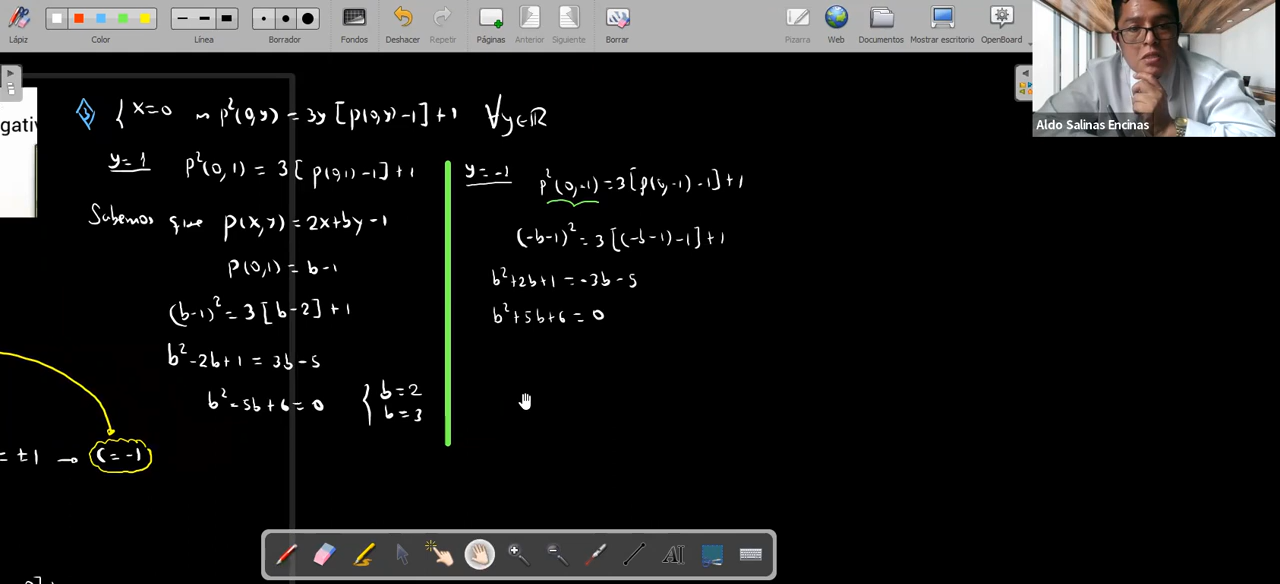 Lápiz Color Línea Borrador Fondos Deshacer Repetir Páginas Anterior Siguiente Borrar Pizarra Web Documentos Mostrar escritorio OpenBoard
Aldo Salinas Encinas
gativ
{ x=0 p²(0,y) = 3y [p(0,y)-1]+1 ∀y∈ℝ
y=1 p²(0,1) = 3[p(0,1)-1]+1
Sabemos que p(x,y) = 2x+by-1
p(0,1) = b-1
(b-1)² = 3[b-2]+1
b²-2b+1 = 3b-5
b²-5b+6=0 { b=2
b=3
= ±1 → C=-1
y=-1 p²(0,-1)=3[p(0,-1)-1]+1
(-b-1)²=3[(-b-1)-1]+1
b²+2b+1=-3b-5
b²+5b+6=0
AI